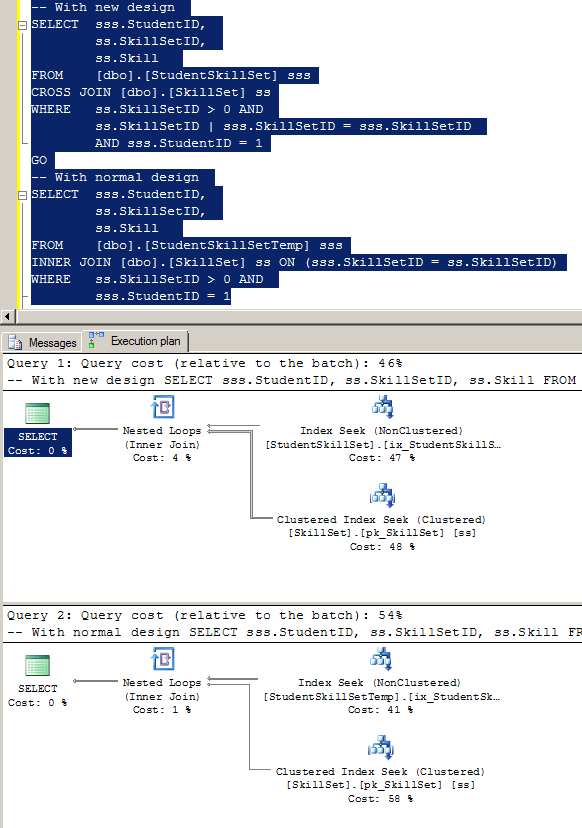 -- With new design
SELECT sss.StudentID,
ss.SkillSetID,
ss.Skill
FROM [dbo].[StudentSkillSet] sss
CROSS JOIN [dbo].[SkillSet] ss
WHERE ss.SkillSetID > 0 AND
ss.SkillSetID | sss.SkillSetID = sss.SkillSetID
AND sss.StudentID = 1
GO
-- With normal design
SELECT sss.StudentID,
ss.SkillSetID,
ss.Skill
FROM [dbo].[StudentSkillSetTemp] sss
INNER JOIN [dbo].[SkillSet] ss ON (sss.SkillSetID = ss.SkillSetID)
WHERE ss.SkillSetID > 0 AND
sss.StudentID = 1
Messages Execution plan
Query 1: Query cost (relative to the batch): 46%
-- With new design SELECT sss.StudentID, ss.SkillSetID, ss.Skill FROM
SELECT
Cost: 0 %
Nested Loops
(Inner Join)
Cost: 4 %
Index Seek (NonClustered)
[StudentSkillSet].[ix_StudentSkillS…
Cost: 47 %
Clustered Index Seek (Clustered)
[SkillSet].[pk_SkillSet] [ss]
Cost: 48 %
Query 2: Query cost (relative to the batch): 54%
-- With normal design SELECT sss.StudentID, ss.SkillSetID, ss.Skill FR
SELECT
Cost: 0 %
Nested Loops
(Inner Join)
Cost: 1 %
Index Seek (NonClustered)
[StudentSkillSetTemp].[ix_StudentSk…
Cost: 41 %
Clustered Index Seek (Clustered)
[SkillSet].[pk_SkillSet] [ss]
Cost: 58 %